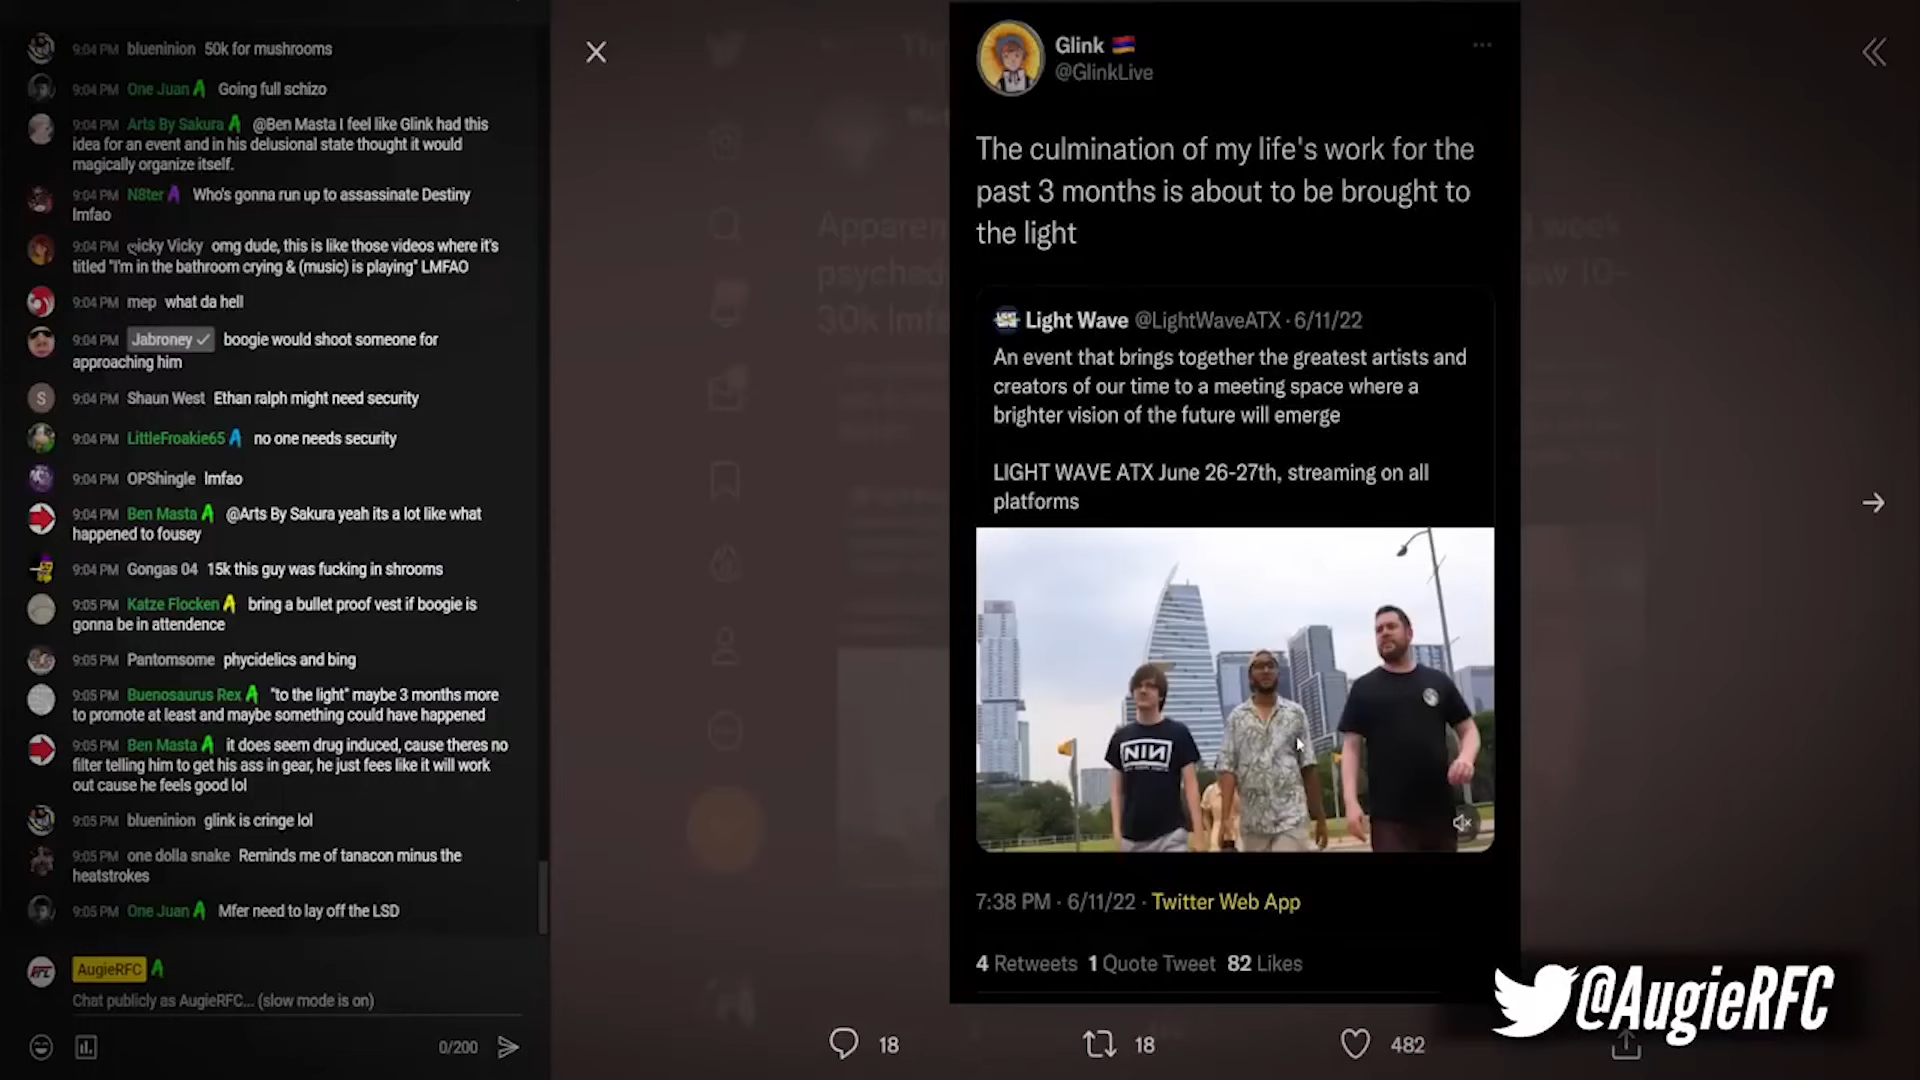 9:04 PM blueninion 50k for mushrooms
9:04 PM One Juan Going full schizo
9:04 PM Arts By Sakura @Ben Masta I feel like Glink had this
idea for an event and in his delusional state thought it would
magically organize itself.
9:04 PM N8ter Who's gonna run up to assassinate Destiny
lmfao
9:04 PM ღicky Vicky omg dude, this is like those videos where it's
titled "I'm in the bathroom crying & (music) is playing" LMFAO
9:04 PM mep what da hell
9:04 PM Jabroney boogie would shoot someone for
approaching him
S
9:04 PM Shaun West Ethan ralph might need security
9:04 PM LittleFroakie65 no one needs security
9:04 PM OPShingle lmfao
9:04 PM Ben Masta @Arts By Sakura yeah its a lot like what
happened to fousey
9:04 PM Gongas 04 15k this guy was fucking in shrooms
9:05 PM Katze Flocken bring a bullet proof vest if boogie is
gonna be in attendence
9:05 PM Pantomsome phycidelics and bing
9:05 PM Buenosaurus Rex "to the light" maybe 3 months more
to promote at least and maybe something could have happened
9:05 PM Ben Masta it does seem drug induced, cause theres no
filter telling him to get his ass in gear, he just fees like it will work
out cause he feels good lol
9:05 PM blueninion glink is cringe lol
9:05 PM one dolla snake Reminds me of tanacon minus the
heatstrokes
9:05 PM One Juan Mfer need to lay off the LSD
RFC
AugieRFC
Chat publicly as AugieRFC... (slow mode is on)
0/200
Glink
@GlinkLive
The culmination of my life's work for the
past 3 months is about to be brought to
the light
Light Wave @LightWaveATX · 6/11/22
An event that brings together the greatest artists and
creators of our time to a meeting space where a
brighter vision of the future will emerge
LIGHT WAVE ATX June 26-27th, streaming on all
platforms
NIN
7:38 PM · 6/11/22 · Twitter Web App
4 Retweets 1 Quote Tweet 82 Likes
18
18
482
@AugieRFC
Apparen
week
psyched
30k lmf